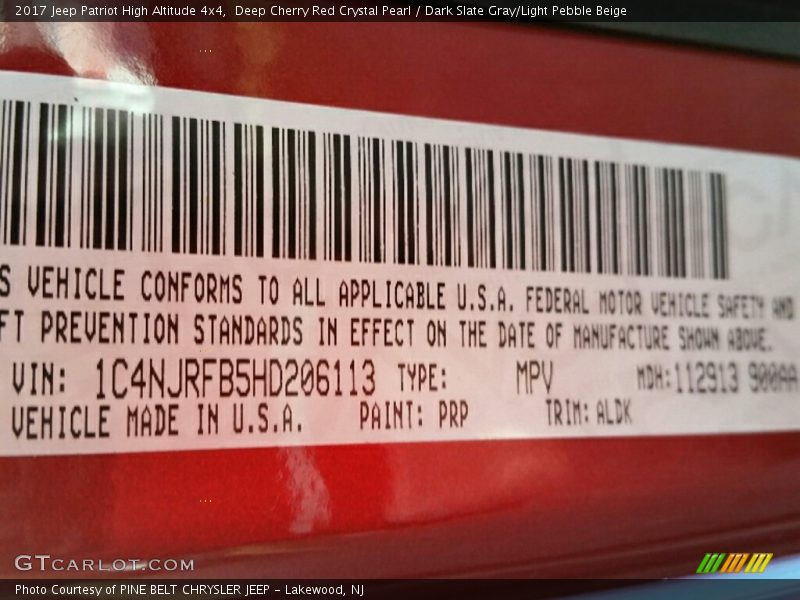 2017 Jeep Patriot High Altitude 4x4, Deep Cherry Red Crystal Pearl / Dark Slate Gray/Light Pebble Beige
S VEHICLE CONFORMS TO ALL APPLICABLE U.S.A. FEDERAL MOTOR VEHICLE SAFETY AND
FT PREVENTION STANDARDS IN EFFECT ON THE DATE OF MANUFACTURE SHOWN ABOVE.
VIN: 1C4NJRFB5HD206113 TYPE: MPV MDH:112913 900AA
VEHICLE MADE IN U.S.A. PAINT: PRP TRIM: ALDK
GTCARLOT.COM
Photo Courtesy of PINE BELT CHRYSLER JEEP - Lakewood, NJ